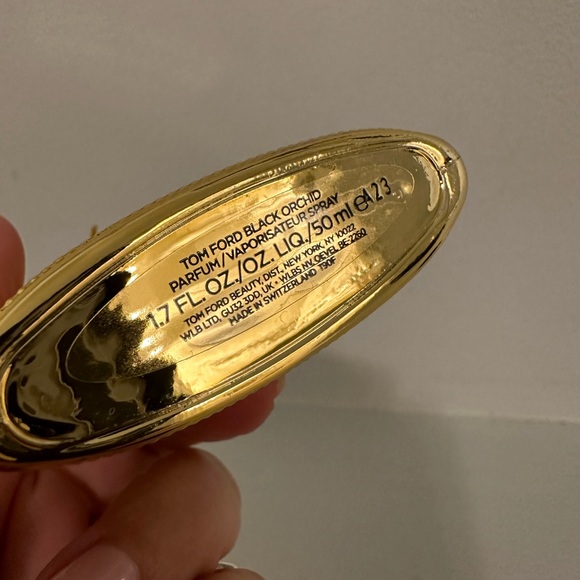 TOM FORD BLACK ORCHID
PARFUM/VAPORISATEUR SPRAY
1.7 FL. OZ./OZ. LIQ./50 ml e
TOM FORD BEAUTY, DIST., NEW YORK, NY 10022
WLB LTD, GU32 3DD, UK • WLBS NV, OEVEL BE-2260
MADE IN SWITZERLAND T90F